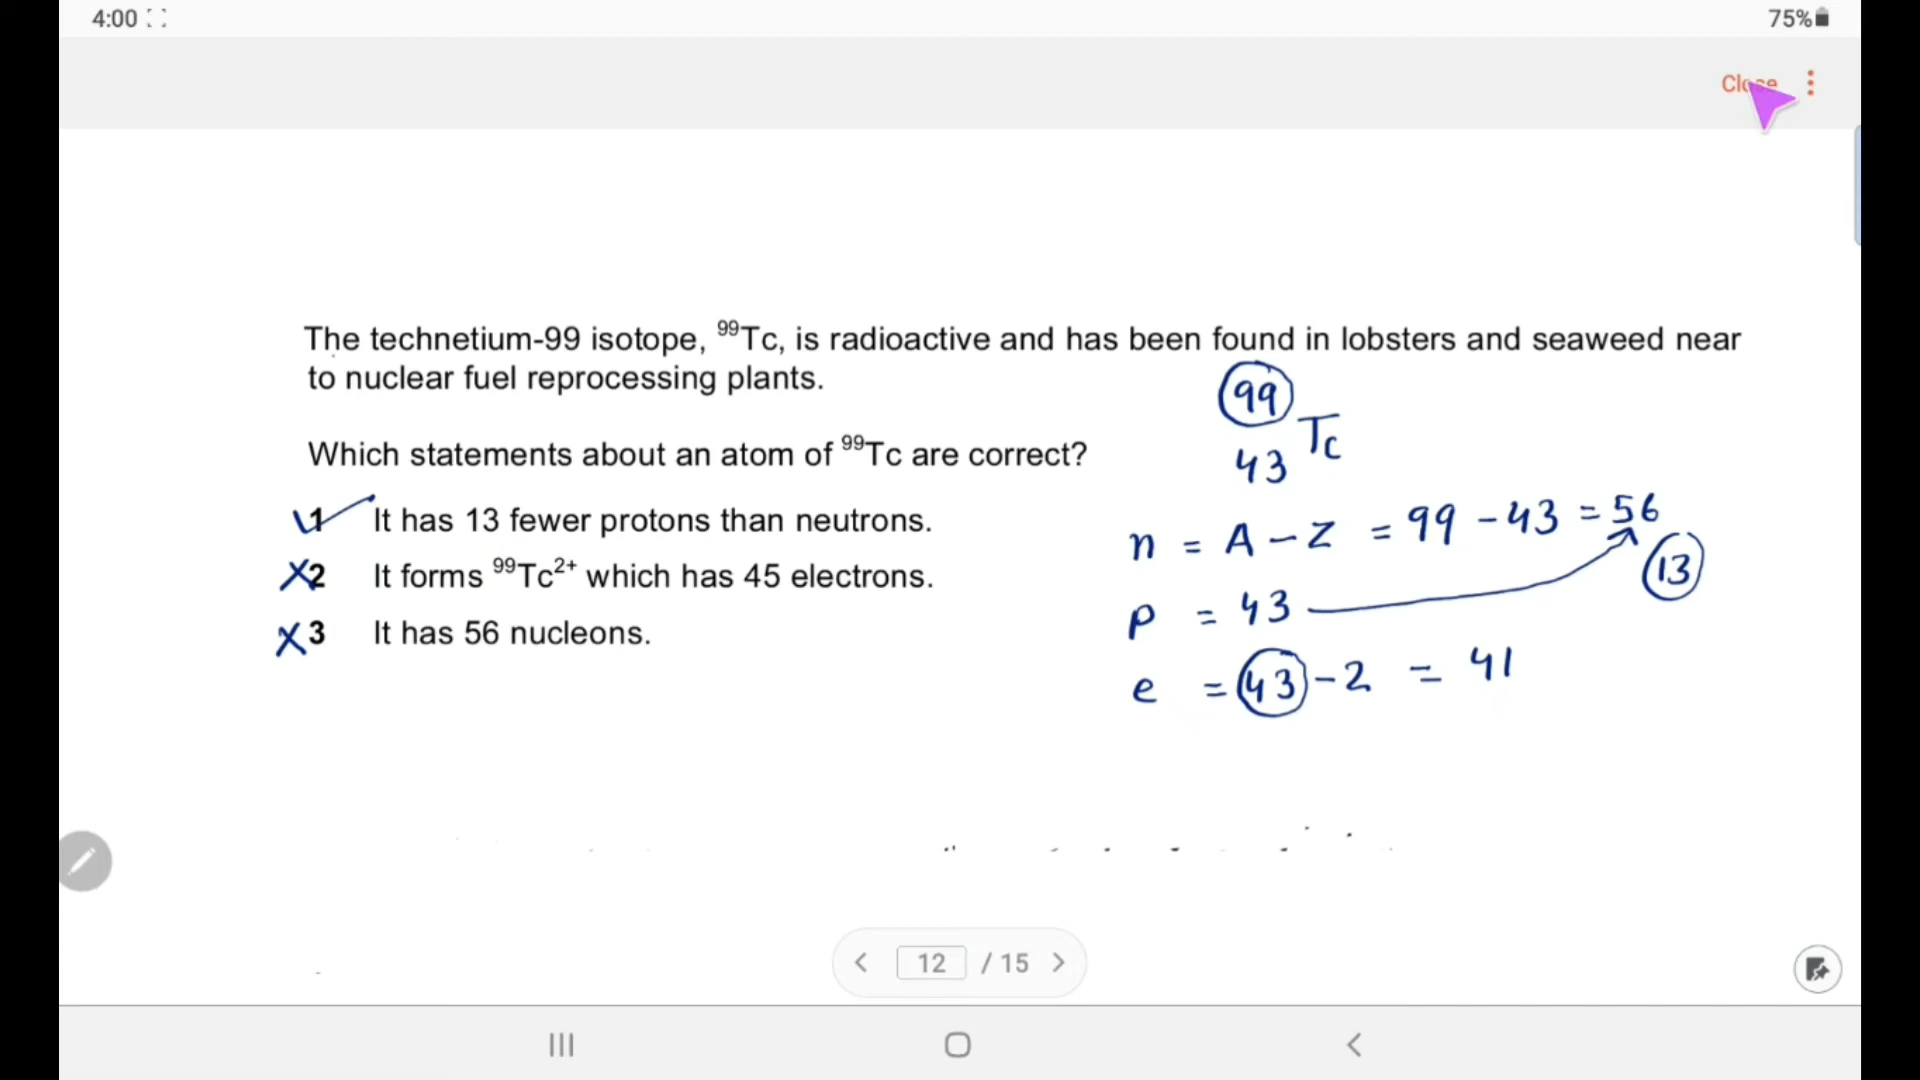 4:00
75%
Close
The technetium-99 isotope, ⁹⁹Tc, is radioactive and has been found in lobsters and seaweed near
to nuclear fuel reprocessing plants.
99
43 Tc
Which statements about an atom of ⁹⁹Tc are correct?
1 It has 13 fewer protons than neutrons.
2 It forms ⁹⁹Tc²⁺ which has 45 electrons.
3 It has 56 nucleons.
n = A - Z = 99 - 43 = 56
13
p = 43
e = 43 - 2 = 41
12 / 15